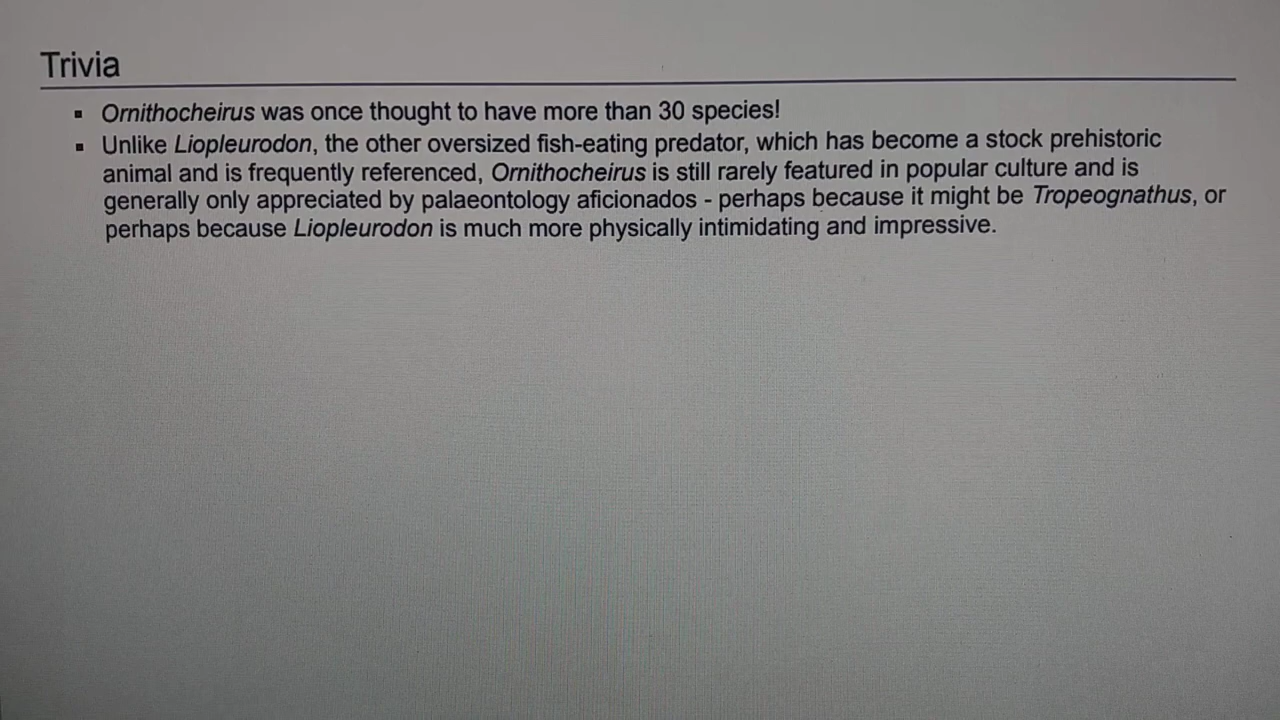 Trivia
▪ Ornithocheirus was once thought to have more than 30 species!
▪ Unlike Liopleurodon, the other oversized fish-eating predator, which has become a stock prehistoric
animal and is frequently referenced, Ornithocheirus is still rarely featured in popular culture and is
generally only appreciated by palaeontology aficionados - perhaps because it might be Tropeognathus, or
perhaps because Liopleurodon is much more physically intimidating and impressive.